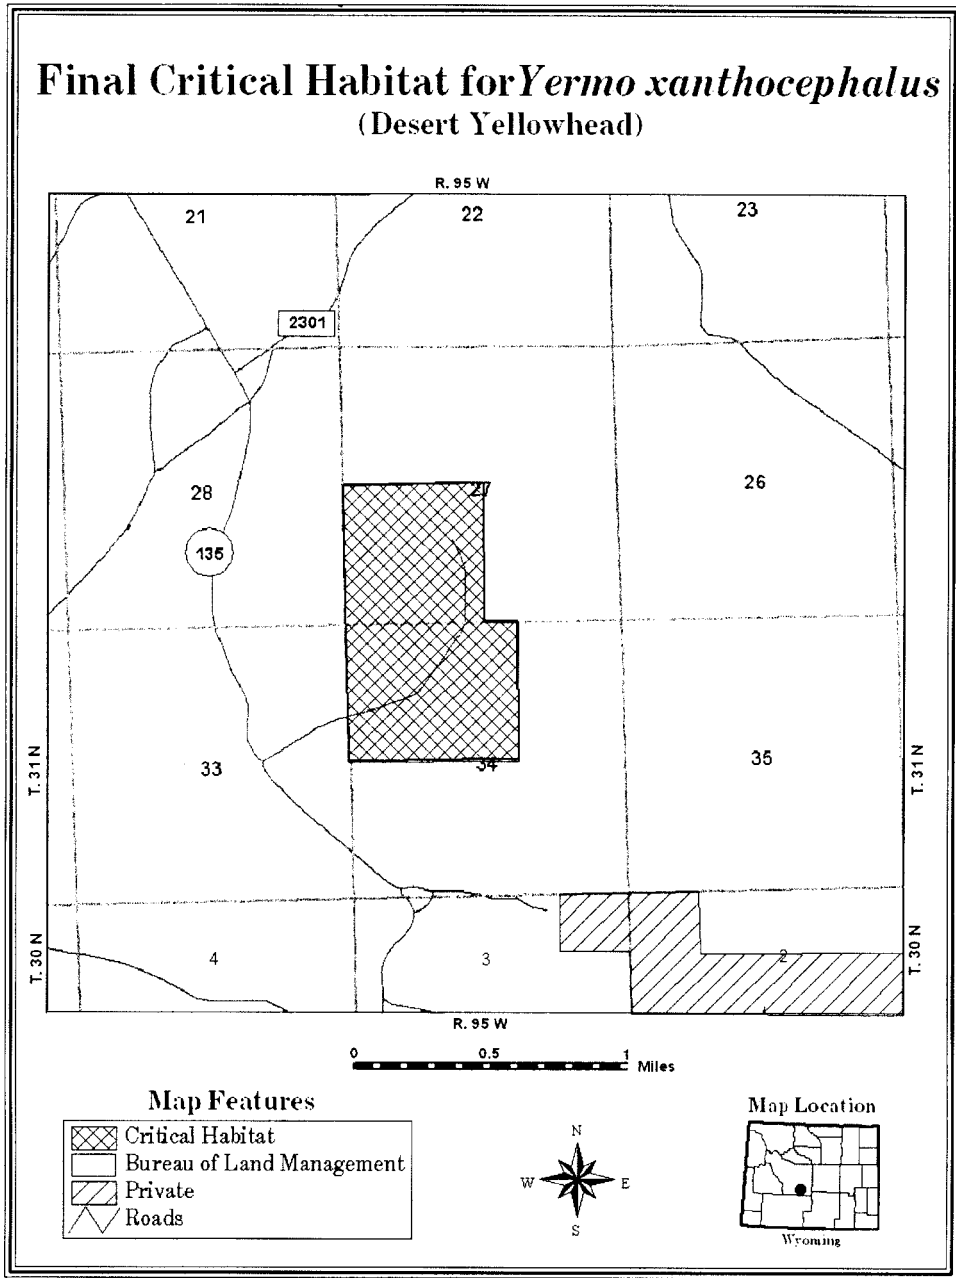 Final Critical Habitat for Yermo xanthocephalus
(Desert Yellowhead)
R. 95 W
21
22
23
2301
27
26
28
135
33
34
35
T. 31 N
T. 31 N
T. 30 N
T. 30 N
4
3
2
R. 95 W
0 0.5 1
Miles
Map Features
Critical Habitat
Bureau of Land Management
Private
Roads
N
W E
S
Map Location
Wyoming